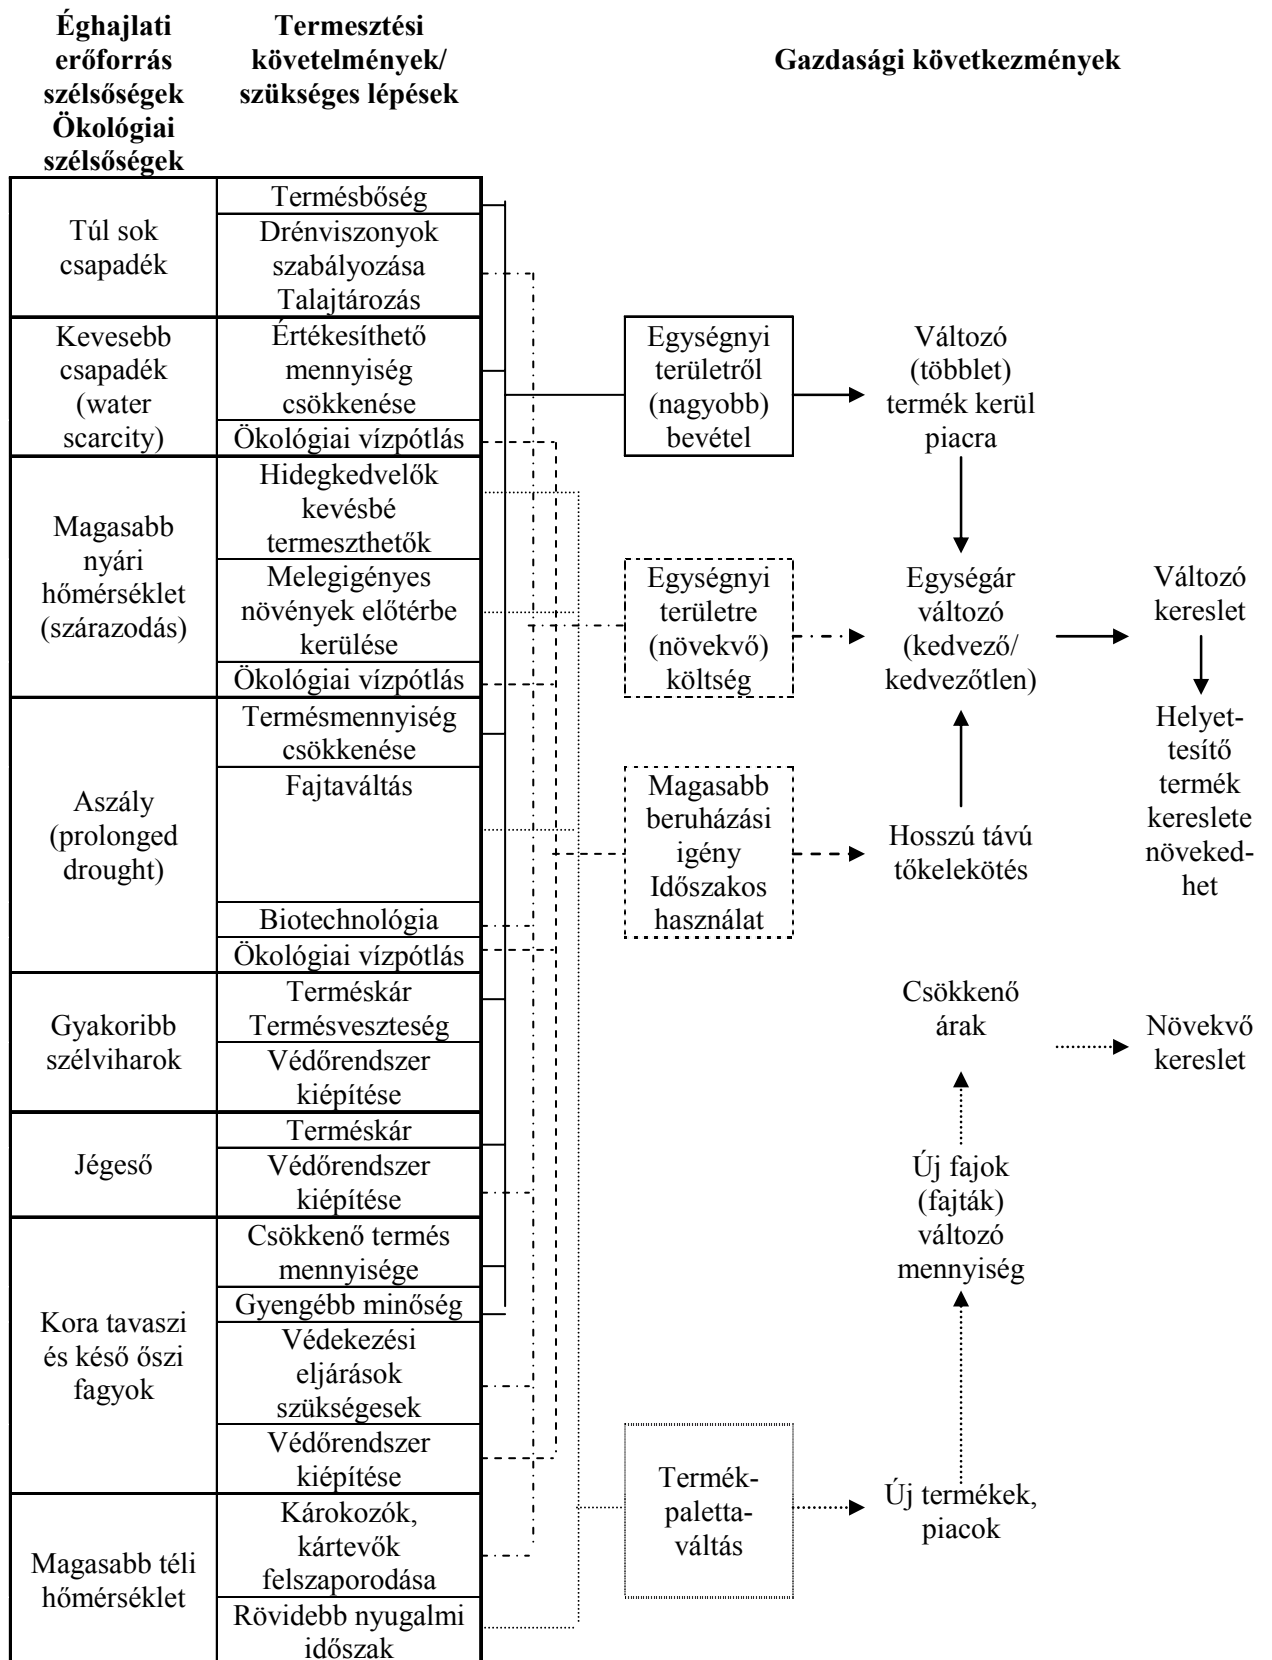 Éghajlati
erőforrás
szélsőségek
Ökológiai
szélsőségek
Termesztési
követelmények/
szükséges lépések
Gazdasági következmények
Túl sok
csapadék
Termésbőség
Drénviszonyok
szabályozása
Talajtározás
Kevesebb
csapadék
(water
scarcity)
Értékesíthető
mennyiség
csökkenése
Ökológiai vízpótlás
Magasabb
nyári
hőmérséklet
(szárazodás)
Hidegkedvelők
kevésbé
termeszthetők
Melegigényes
növények előtérbe
kerülése
Ökológiai vízpótlás
Aszály
(prolonged
drought)
Termésmennyiség
csökkenése
Fajtaváltás
Biotechnológia
Ökológiai vízpótlás
Gyakoribb
szélviharok
Terméskár
Termésveszteség
Védőrendszer
kiépítése
Jégeső
Terméskár
Védőrendszer
kiépítése
Kora tavaszi
és késő őszi
fagyok
Csökkenő termés
mennyisége
Gyengébb minőség
Védekezési
eljárások
szükségesek
Védőrendszer
kiépítése
Magasabb téli
hőmérséklet
Károkozók,
kártevők
felszaporodása
Rövidebb nyugalmi
időszak
Egységnyi
területről
(nagyobb)
bevétel
Változó
(többlet)
termék kerül
piacra
Egységnyi
területre
(növekvő)
költség
Egységár
változó
(kedvező/
kedvezőtlen)
Változó
kereslet
Helyet-
tesítő
termék
kereslete
növeked-
het
Magasabb
beruházási
igény
Időszakos
használat
Hosszú távú
tőkelekötés
Csökkenő
árak
Növekvő
kereslet
Új fajok
(fajták)
változó
mennyiség
Termék-
paletta-
váltás
Új termékek,
piacok